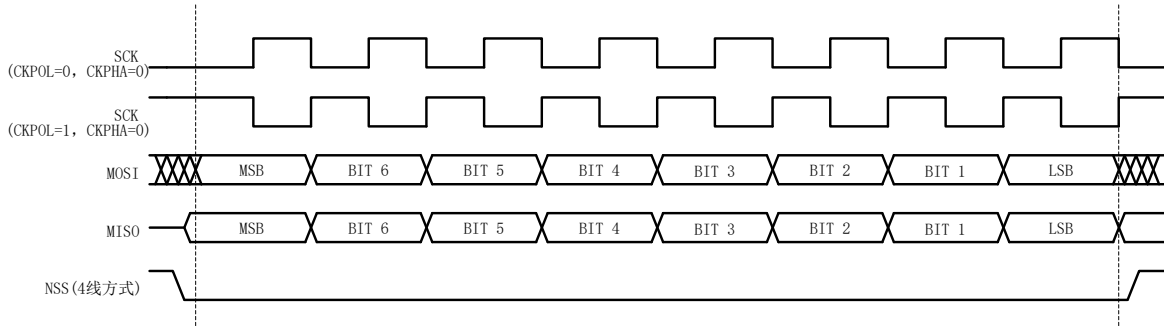 SCK
(CKPOL=0, CKPHA=0)
SCK
(CKPOL=1, CKPHA=0)
MOSI MSB BIT 6 BIT 5 BIT 4 BIT 3 BIT 2 BIT 1 LSB
MISO MSB BIT 6 BIT 5 BIT 4 BIT 3 BIT 2 BIT 1 LSB
NSS(4线方式)